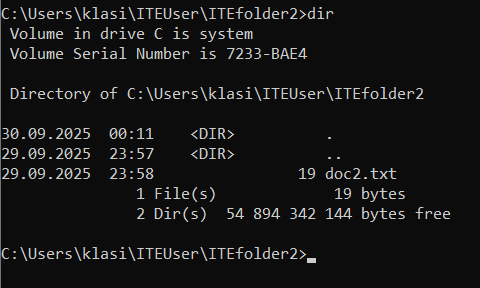 C:\Users\klasi\ITEUser\ITEfolder2>dir
 Volume in drive C is system
 Volume Serial Number is 7233-BAE4

 Directory of C:\Users\klasi\ITEUser\ITEfolder2

30.09.2025  00:11    <DIR>          .
29.09.2025  23:57    <DIR>          ..
29.09.2025  23:58                19 doc2.txt
               1 File(s)             19 bytes
               2 Dir(s)  54 894 342 144 bytes free

C:\Users\klasi\ITEUser\ITEfolder2>